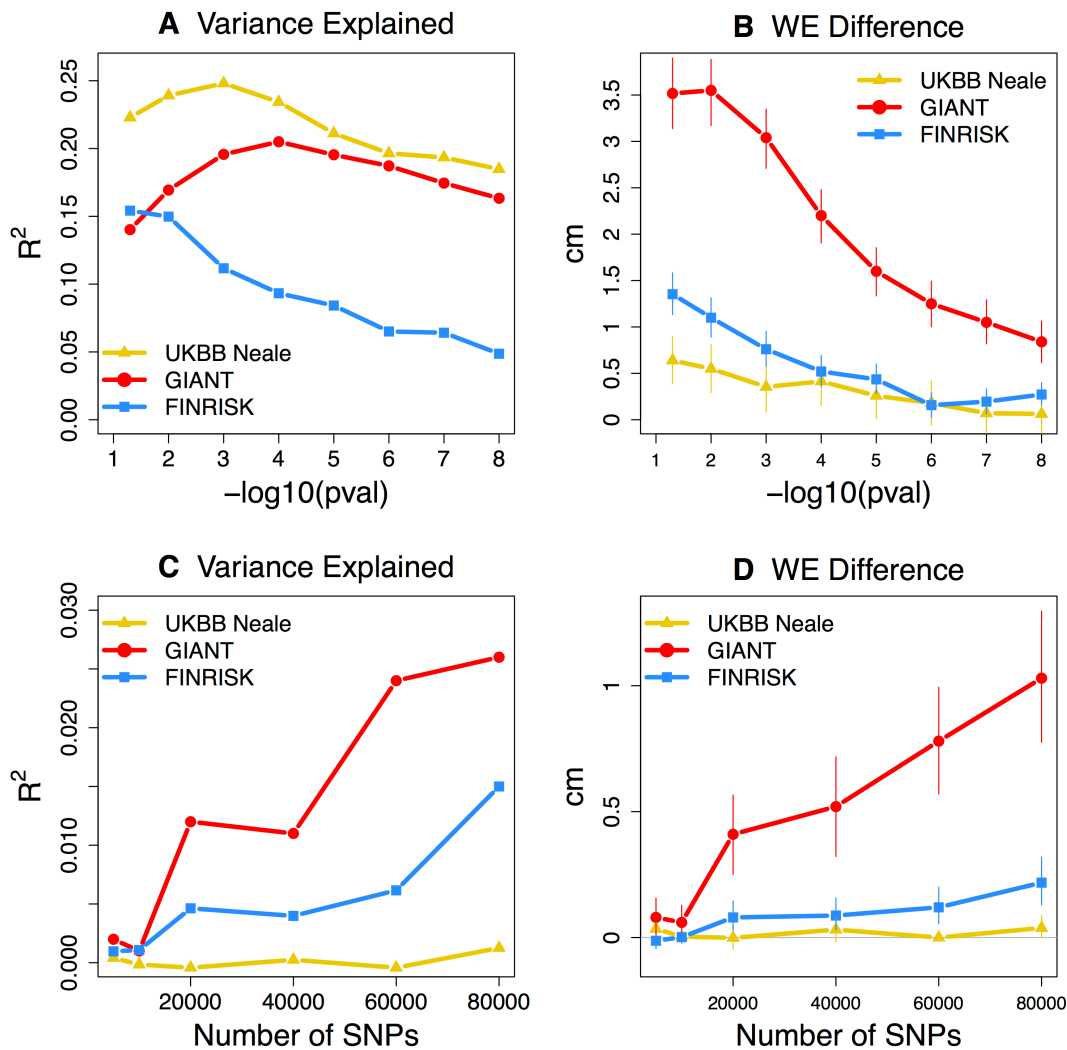 A Variance Explained
R²
0.00 0.05 0.10 0.15 0.20 0.25
UKBB Neale
GIANT
FINRISK
1 2 3 4 5 6 7 8
−log10(pval)
B WE Difference
cm
0 0.5 1 1.5 2 2.5 3 3.5
UKBB Neale
GIANT
FINRISK
1 2 3 4 5 6 7 8
−log10(pval)
C Variance Explained
R²
0.000 0.010 0.020 0.030
UKBB Neale
GIANT
FINRISK
20000 40000 60000 80000
Number of SNPs
D WE Difference
cm
0 0.5 1
UKBB Neale
GIANT
FINRISK
20000 40000 60000 80000
Number of SNPs